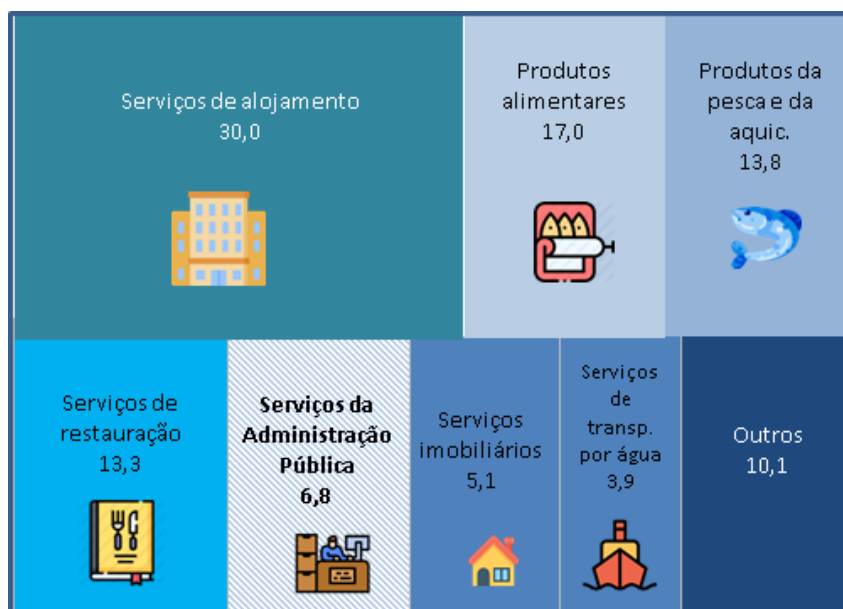 Serviços de alojamento
30,0
Produtos
alimentares
17,0
Produtos da
pesca e da
aquic.
13,8
Serviços de
restauração
13,3
Serviços da
Administração
Pública
6,8
Serviços
imobiliários
5,1
Serviços
de
transp.
por água
3,9
Outros
10,1